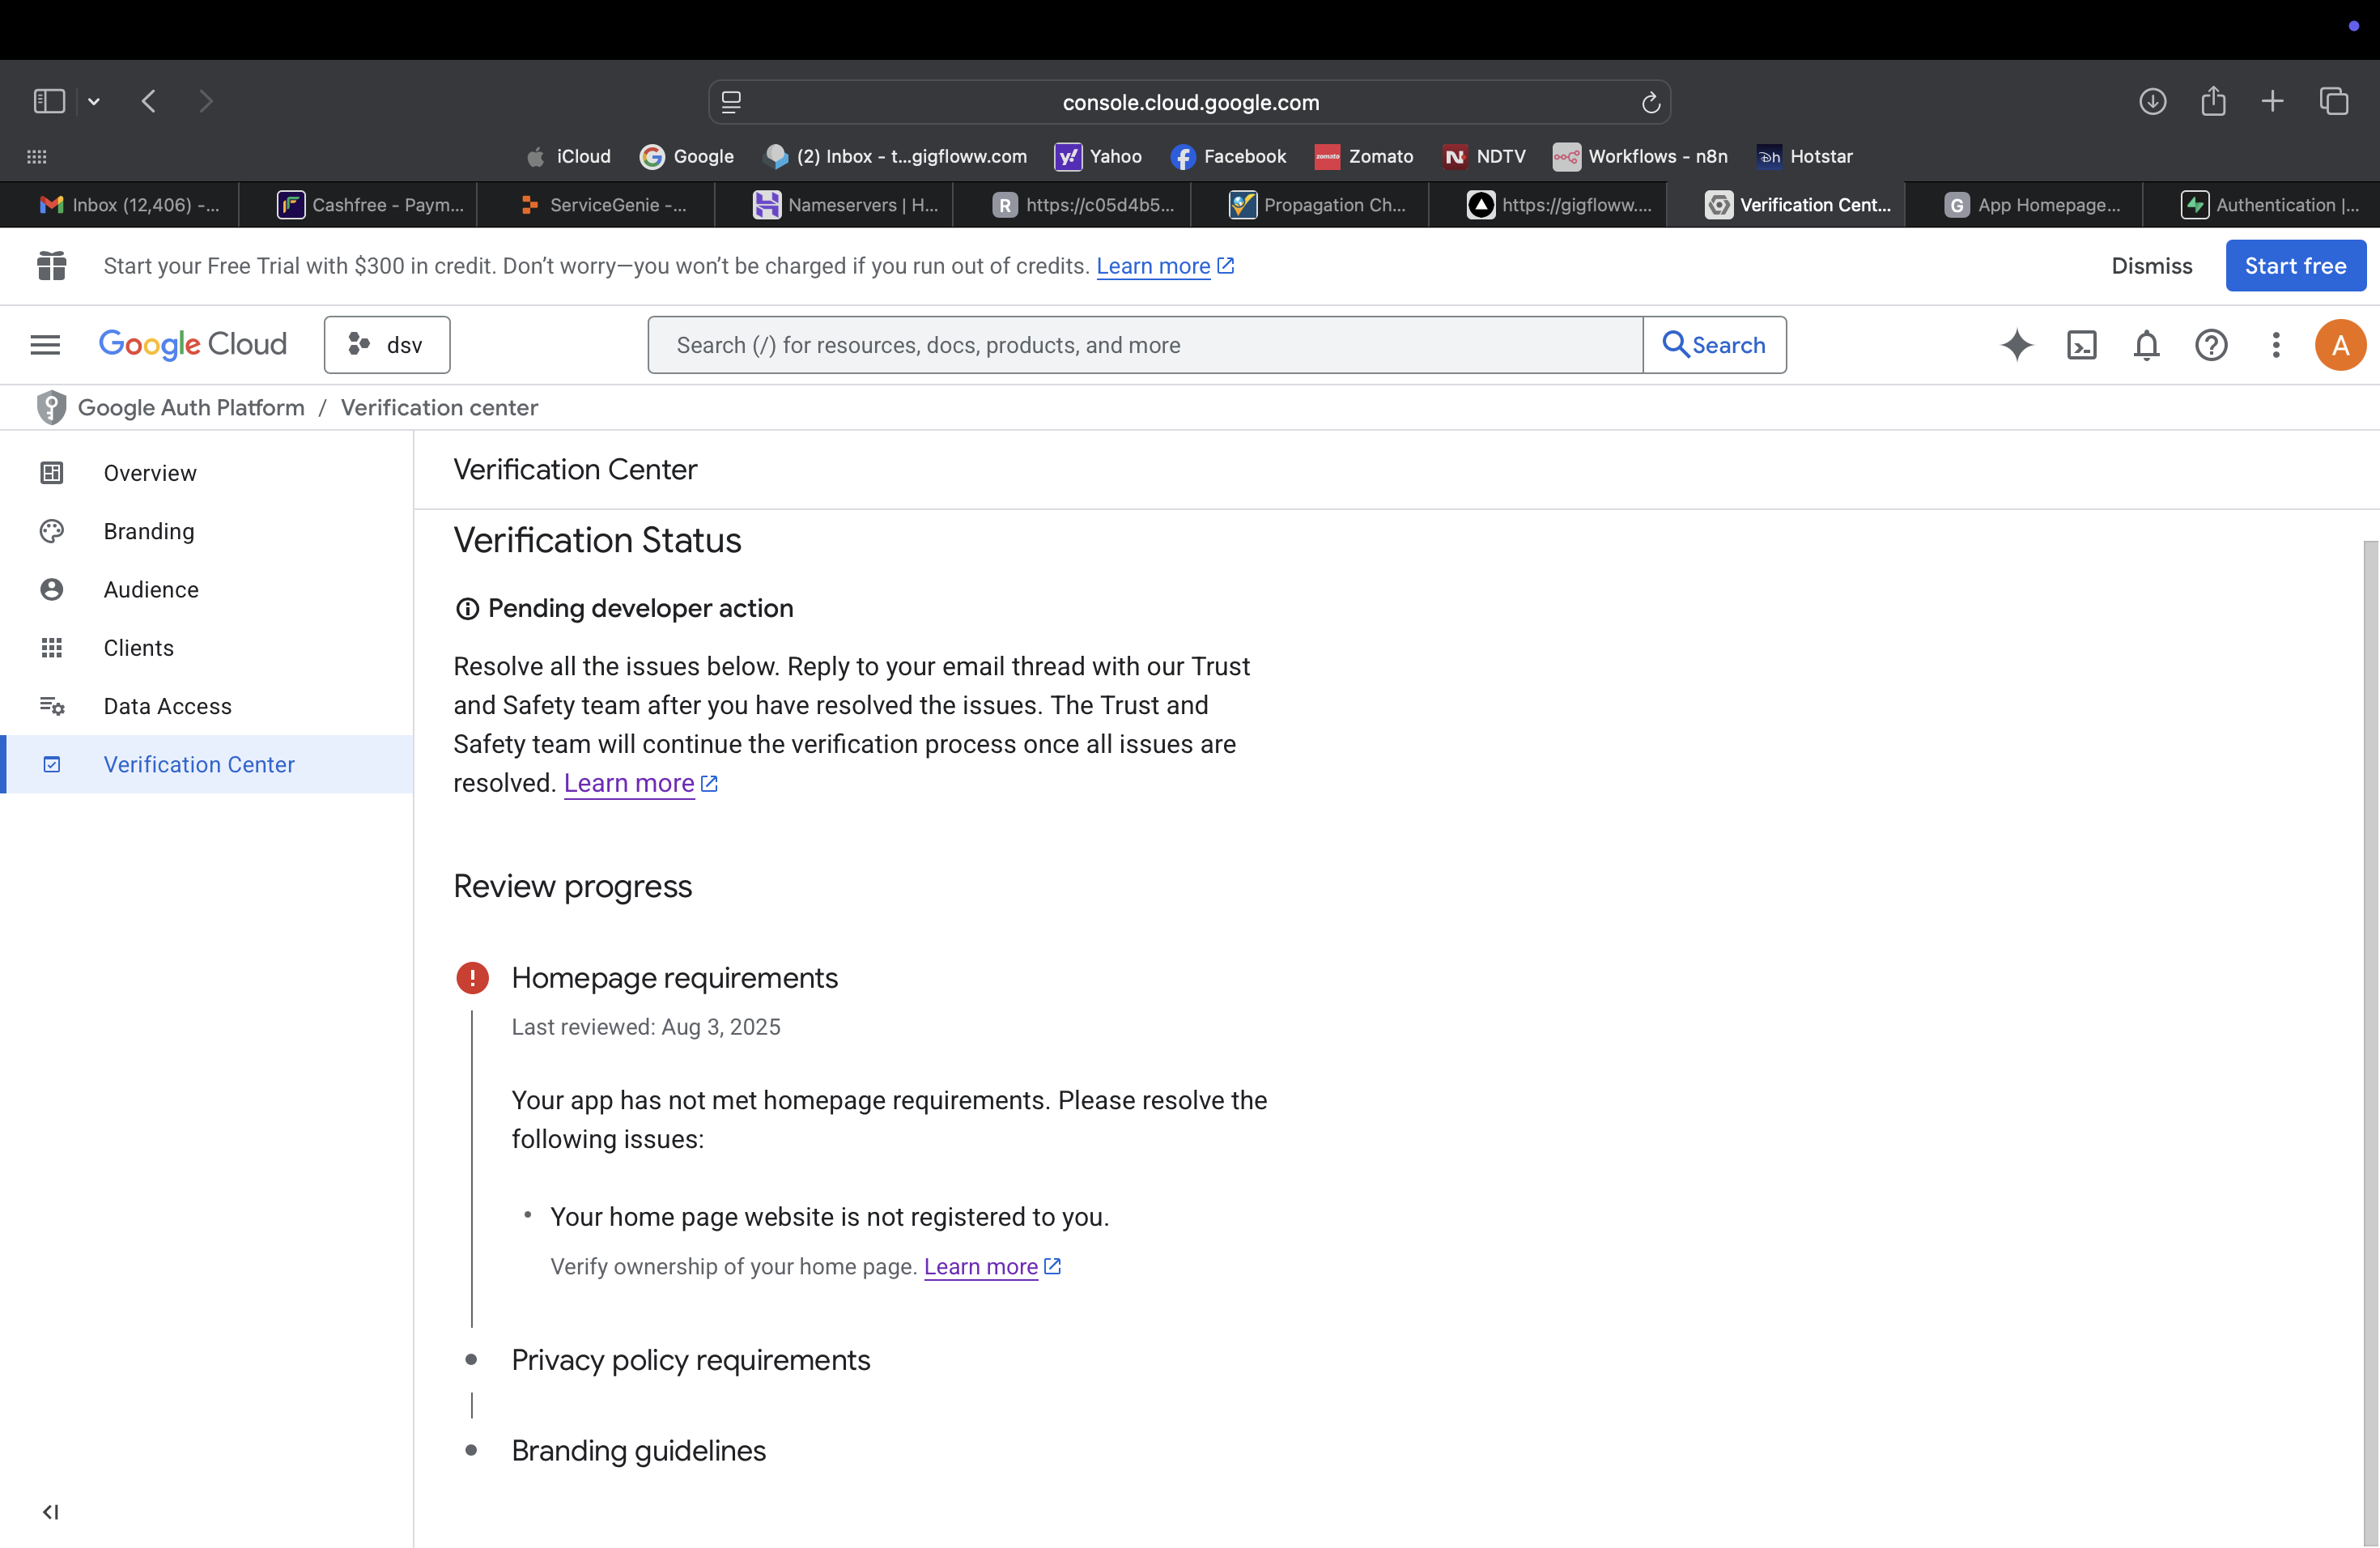 console.cloud.google.com
iCloud
Google
(2) Inbox - t...gigfloww.com
Yahoo
Facebook
Zomato
NDTV
Workflows - n8n
Hotstar
Inbox (12,406) -...
Cashfree - Paym...
ServiceGenie -...
Nameservers | H...
R
https://c05d4b5...
Propagation Ch...
https://gigfloww....
Verification Cent...
G
App Homepage...
Authentication |...
Start your Free Trial with $300 in credit. Don’t worry—you won’t be charged if you run out of credits. Learn more
Dismiss
Start free
Google Cloud
dsv
Search (/) for resources, docs, products, and more
Search
A
Google Auth Platform / Verification center
Overview
Branding
Audience
Clients
Data Access
Verification Center
Verification Center
Verification Status
Pending developer action
Resolve all the issues below. Reply to your email thread with our Trust
and Safety team after you have resolved the issues. The Trust and
Safety team will continue the verification process once all issues are
resolved. Learn more
Review progress
Homepage requirements
Last reviewed: Aug 3, 2025
Your app has not met homepage requirements. Please resolve the
following issues:
• Your home page website is not registered to you.
Verify ownership of your home page. Learn more
Privacy policy requirements
Branding guidelines